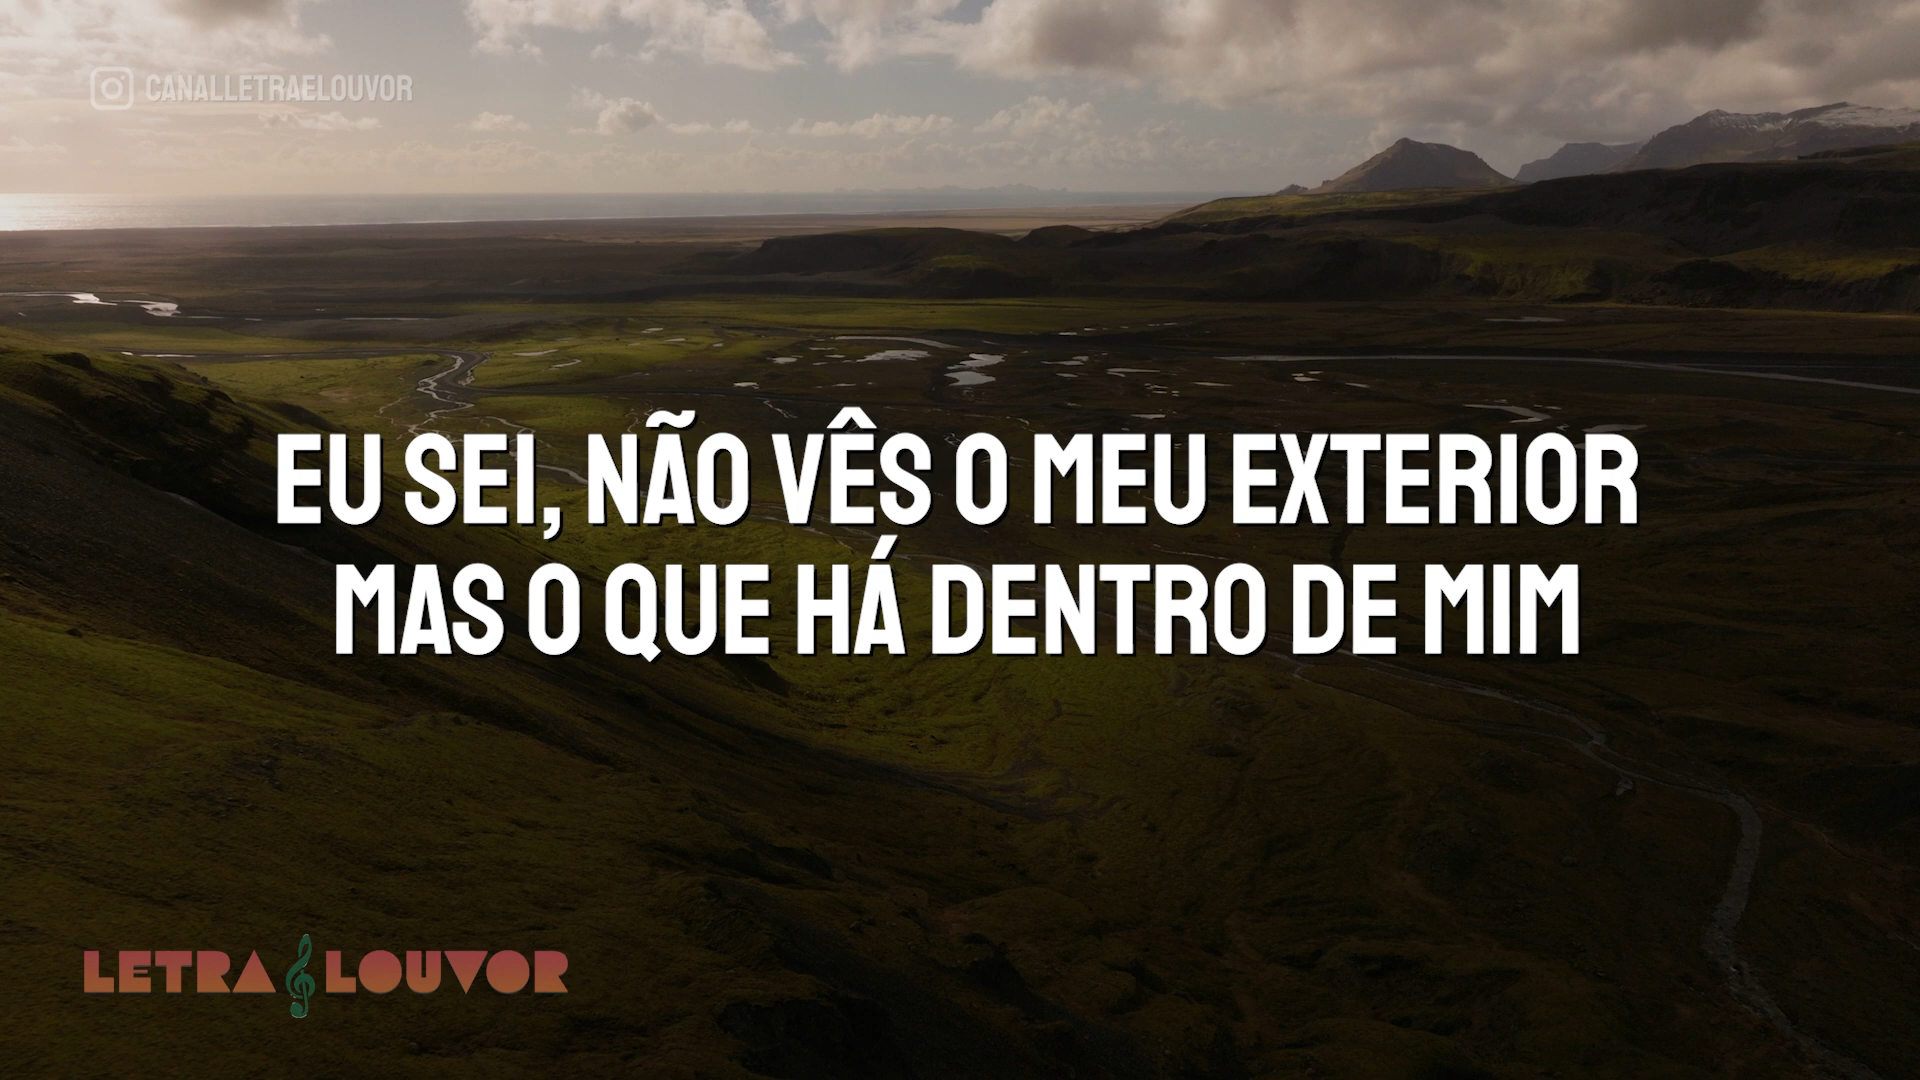 CANALLETRAELOUVOR
EU SEI, NÃO VÊS O MEU EXTERIOR
MAS O QUE HÁ DENTRO DE MIM
LETRA LOUVOR